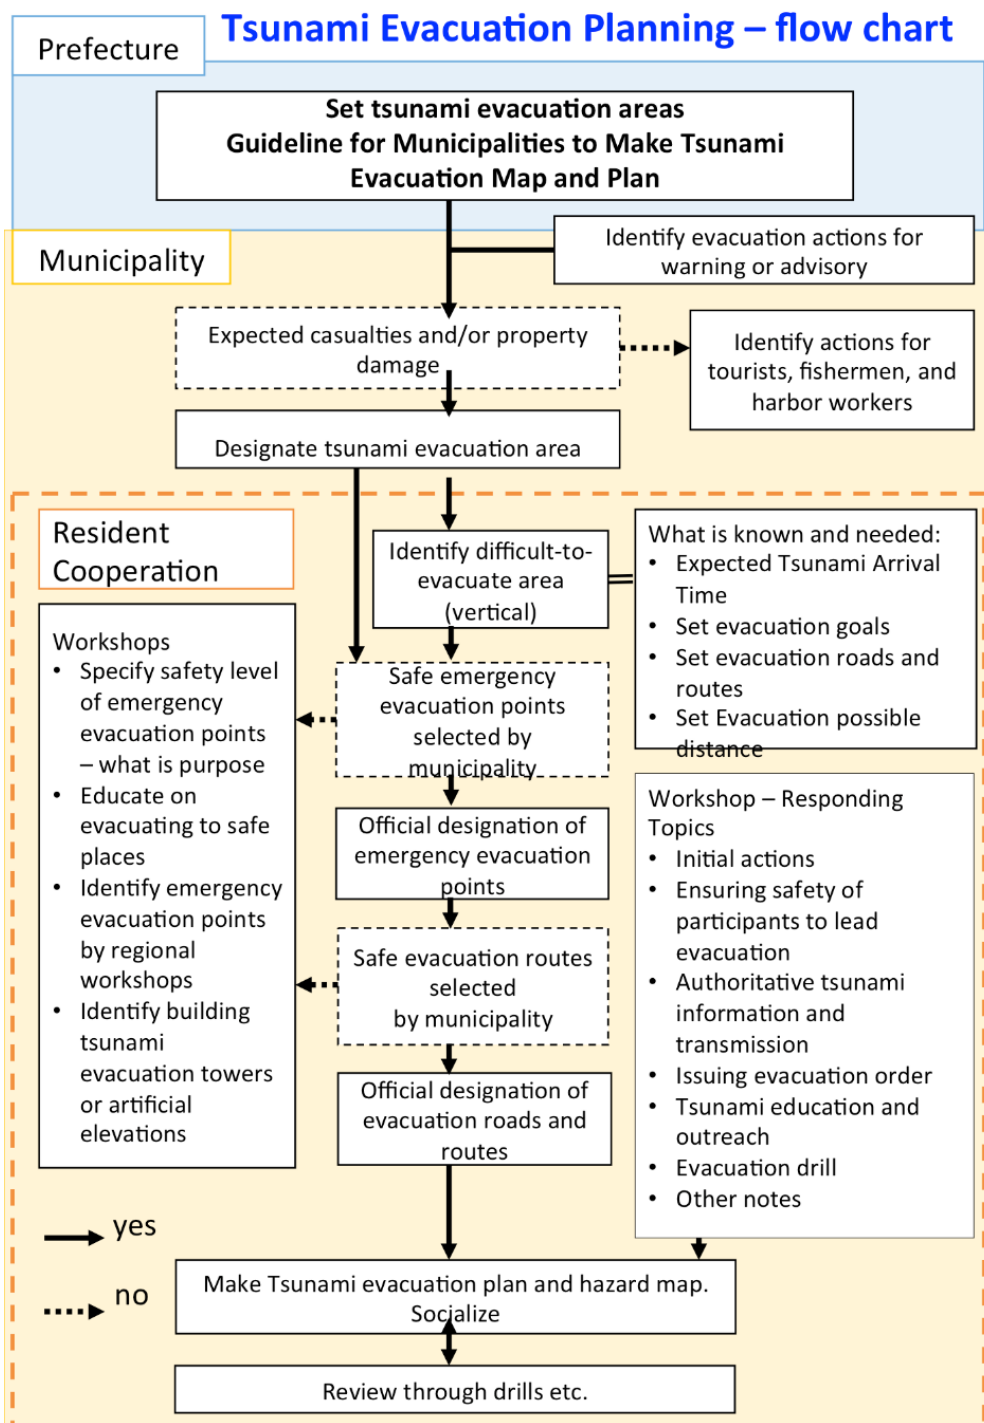 Tsunami Evacuation Planning – flow chart
Prefecture
Set tsunami evacuation areas
Guideline for Municipalities to Make Tsunami
Evacuation Map and Plan
Municipality
Identify evacuation actions for
warning or advisory
Expected casualties and/or property
damage
Identify actions for
tourists, fishermen, and
harbor workers
Designate tsunami evacuation area
Resident
Cooperation
Identify difficult-to-
evacuate area
(vertical)
What is known and needed:
• Expected Tsunami Arrival
Time
• Set evacuation goals
• Set evacuation roads and
routes
• Set Evacuation possible
distance
Workshops
• Specify safety level
of emergency
evacuation points
– what is purpose
• Educate on
evacuating to safe
places
• Identify emergency
evacuation points
by regional
workshops
• Identify building
tsunami
evacuation towers
or artificial
elevations
Safe emergency
evacuation points
selected by
municipality
Official designation of
emergency evacuation
points
Safe evacuation routes
selected
by municipality
Official designation of
evacuation roads and
routes
Workshop – Responding
Topics
• Initial actions
• Ensuring safety of
participants to lead
evacuation
• Authoritative tsunami
information and
transmission
• Issuing evacuation order
• Tsunami education and
outreach
• Evacuation drill
• Other notes
yes
no
Make Tsunami evacuation plan and hazard map.
Socialize
Review through drills etc.